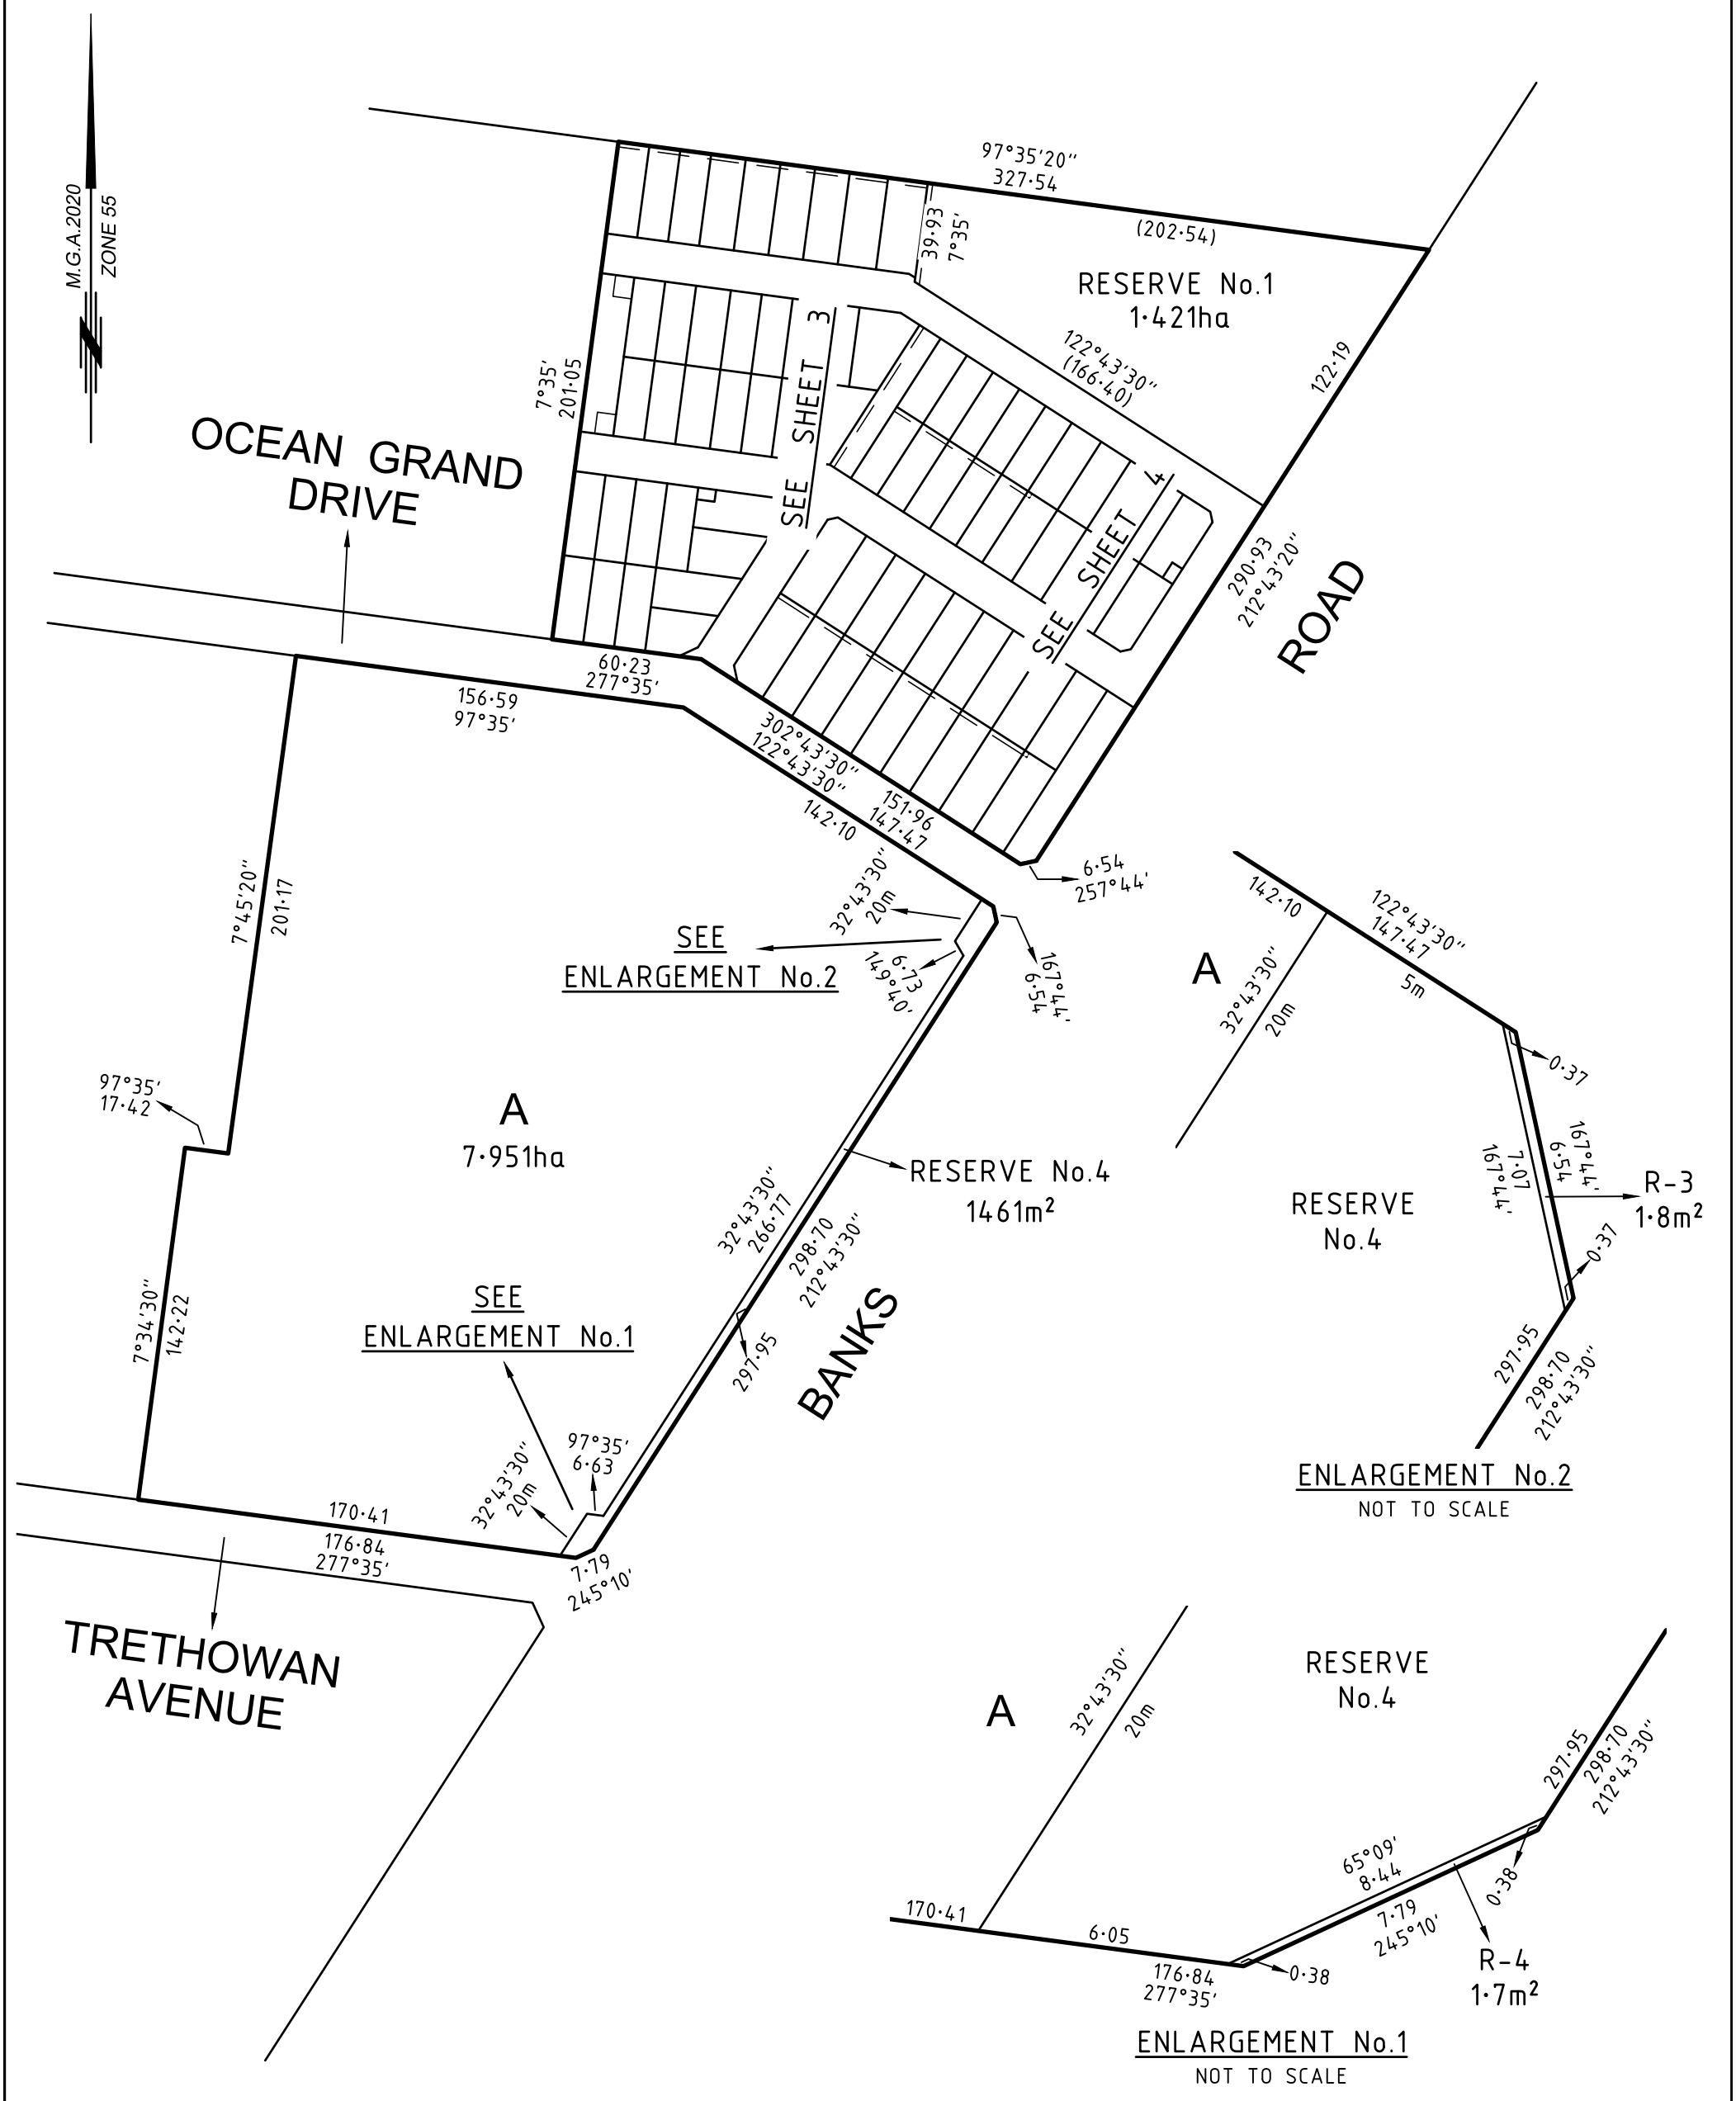 M.G.A.2020
ZONE 55
97°35'20"
327·54
(202·54)
39·93
7°35'
RESERVE No.1
1·421ha
122·19
122°43'30"
(166·40)
7°35'
201·05
SEE SHEET 3
SEE SHEET 4
OCEAN GRAND
DRIVE
290·93
212°43'20"
ROAD
60·23
277°35'
156·59
97°35'
302°43'30"
122°43'30"
151·96
147·47
142·10
6·54
257°44'
32°43'30"
20m
SEE
ENLARGEMENT No.2
6·73
149°40'
167°44'
6·54
7°45'20"
201·17
97°35'
17·42
A
7·951ha
RESERVE No.4
1461m²
32°43'30"
266·77
298·70
212°43'30"
297·95
BANKS
7°34'30"
142·22
SEE
ENLARGEMENT No.1
97°35'
6·63
32°43'30"
20m
170·41
176·84
277°35'
7·79
245°10'
TRETHOWAN
AVENUE
142·10
122°43'30"
147·47
5m
A
32°43'30"
20m
0·37
167°44'
6·54
7·07
167°44'
R-3
1·8m²
RESERVE
No.4
0·37
297·95
298·70
212°43'30"
ENLARGEMENT No.2
NOT TO SCALE
RESERVE
No.4
A
32°43'30"
20m
297·95
298·70
212°43'30"
65°09'
8·44
0·38
7·79
245°10'
170·41
6·05
176·84
277°35'
0·38
R-4
1·7m²
ENLARGEMENT No.1
NOT TO SCALE